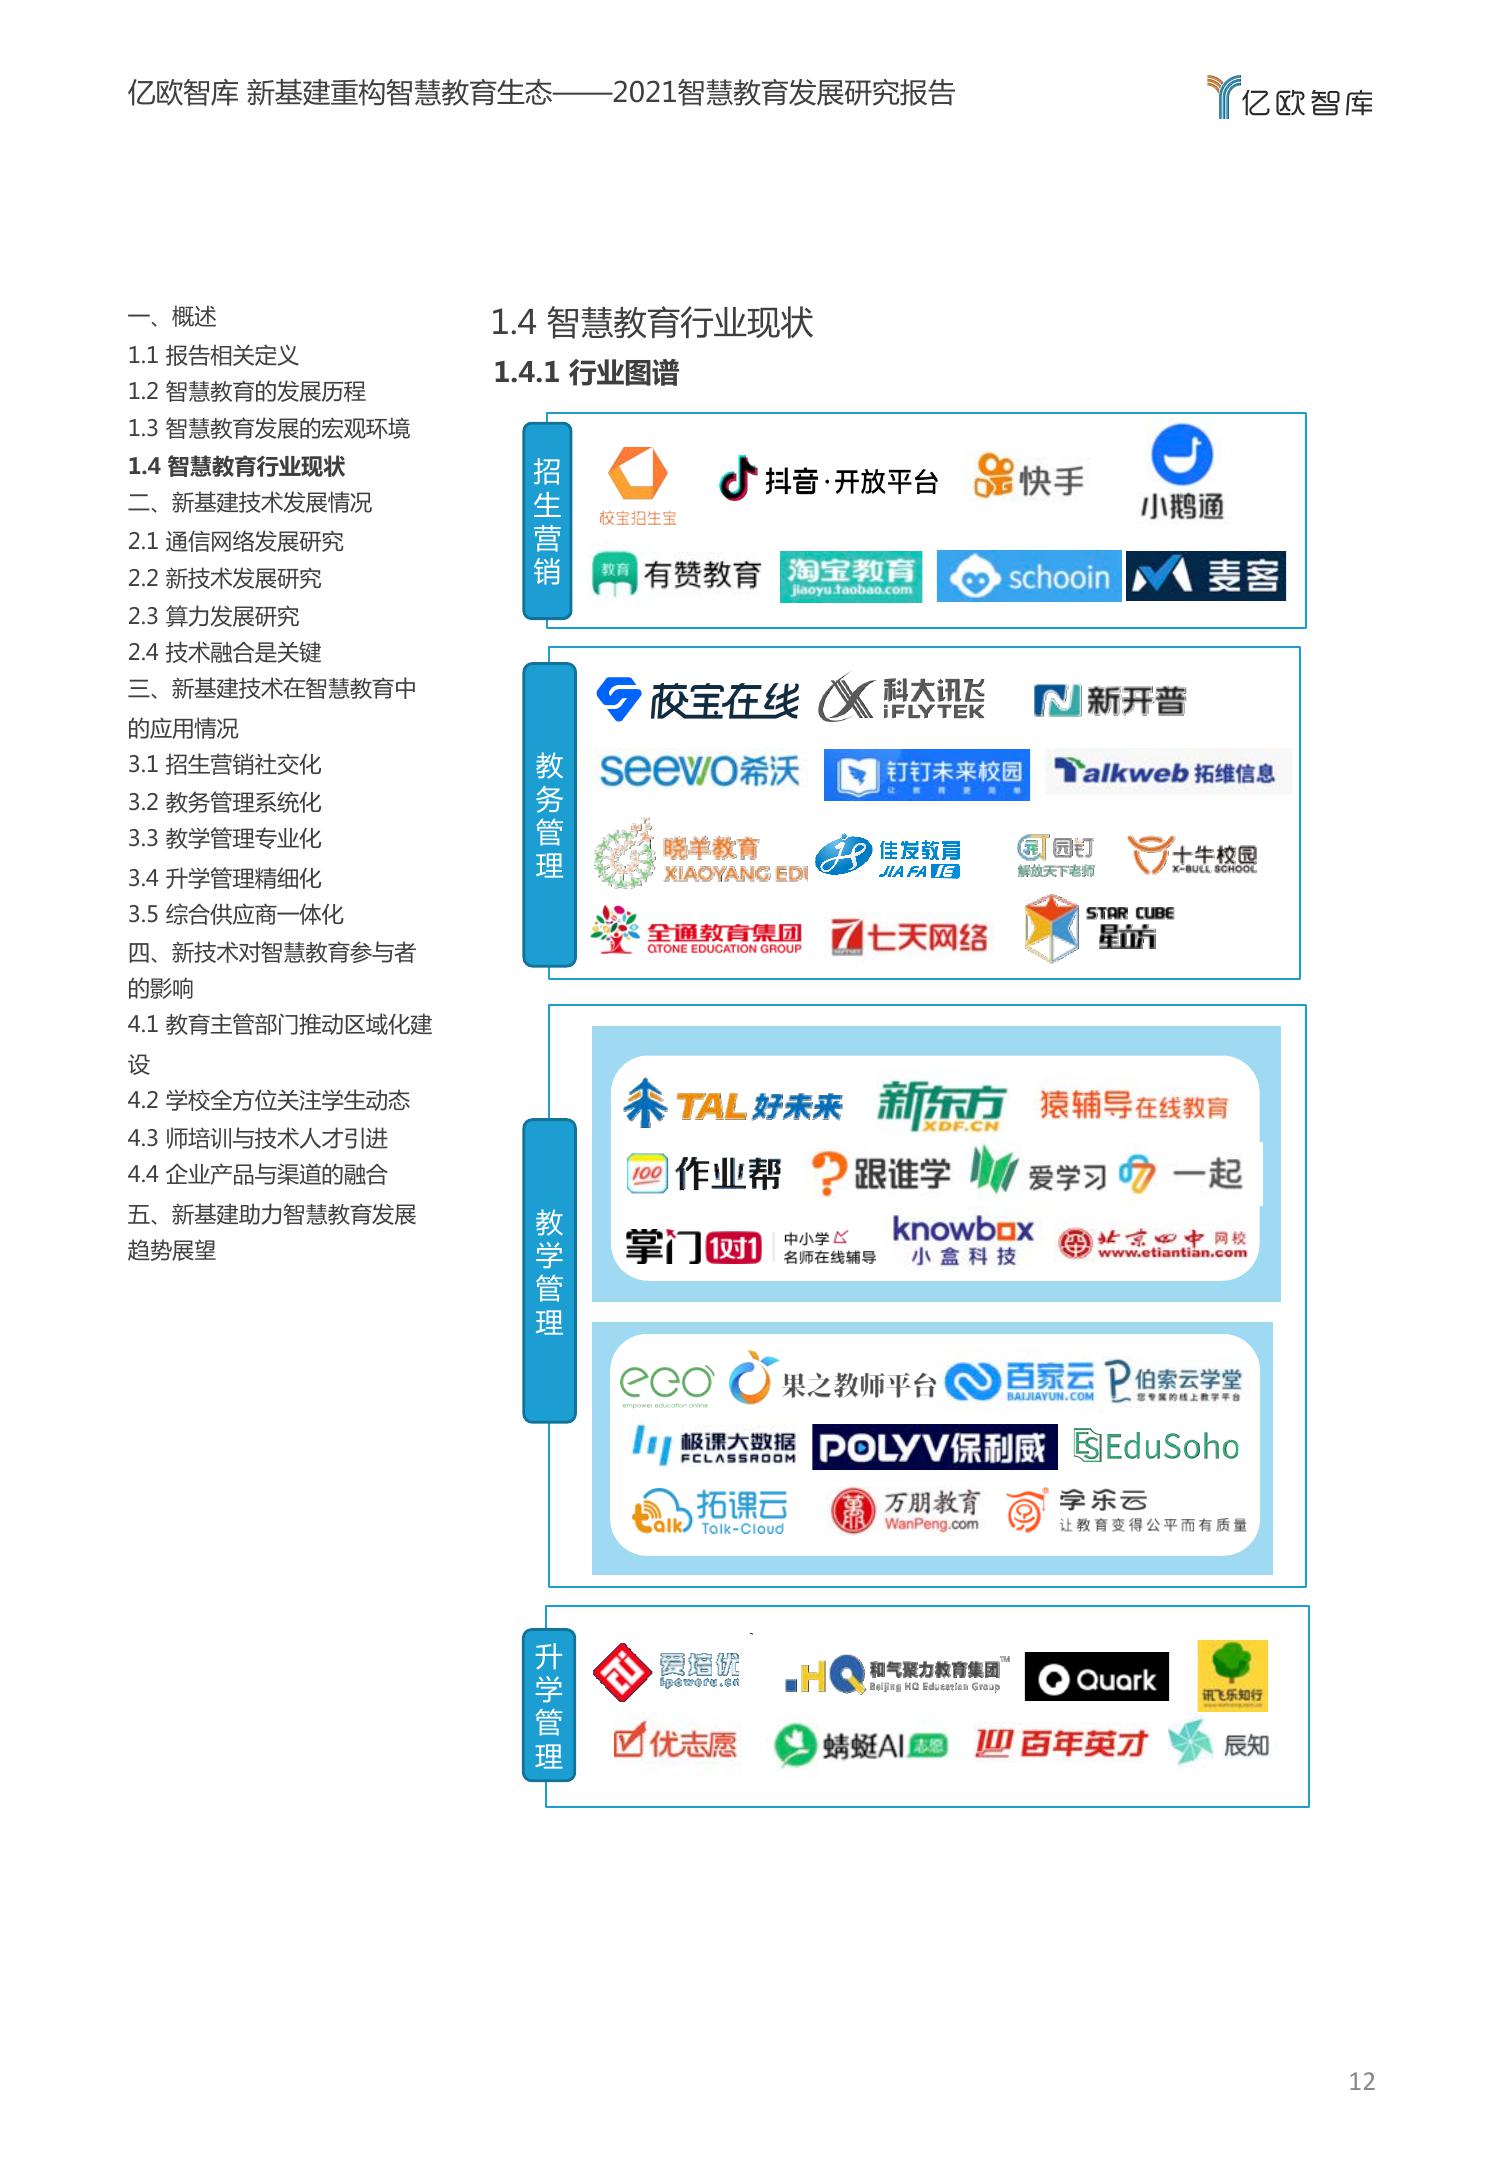 亿欧智库 新基建重构智慧教育生态——2021智慧教育发展研究报告
亿欧智库
一、概述
1.1 报告相关定义
1.2 智慧教育的发展历程
1.3 智慧教育发展的宏观环境
1.4 智慧教育行业现状
二、新基建技术发展情况
2.1 通信网络发展研究
2.2 新技术发展研究
2.3 算力发展研究
2.4 技术融合是关键
三、新基建技术在智慧教育中
的应用情况
3.1 招生营销社交化
3.2 教务管理系统化
3.3 教学管理专业化
3.4 升学管理精细化
3.5 综合供应商一体化
四、新技术对智慧教育参与者
的影响
4.1 教育主管部门推动区域化建
设
4.2 学校全方位关注学生动态
4.3 师培训与技术人才引进
4.4 企业产品与渠道的融合
五、新基建助力智慧教育发展
趋势展望
1.4 智慧教育行业现状
1.4.1 行业图谱
招生营销
校宝招生宝
抖音·开放平台
快手
小鹅通
教育 有赞教育
淘宝教育
jiaoyu.taobao.com
schooin
麦客
教务管理
校宝在线
科大讯飞
iFLYTEK
新开普
seewo希沃
钉钉未来校园
让教育更简单
Talkweb 拓维信息
晓羊教育
XIAOYANG EDU
佳发教育
JIAFA
园钉
解放天下老师
十牛校园
X-BULL SCHOOL
全通教育集团
QTONE EDUCATION GROUP
七天网络
STAR CUBE
星立方
教学管理
TAL 好未来
新东方
XDF.CN
猿辅导在线教育
100 作业帮
跟谁学
爱学习
一起
掌门1对1
中小学
名师在线辅导
knowbox
小盒科技
北京四中网校
www.etiantian.com
eeo
empower education online
果之教师平台
百家云
BAIJIAYUN.COM
伯索云学堂
您专属的线上教学平台
极课大数据
FCLASSROOM
POLYV保利威
ES EduSoho
talk 拓课云
Talk-Cloud
万朋教育
WanPeng.com
学乐云
让教育变得公平而有质量
升学管理
爱培优
ipeworu.cn
HQ 和气聚力教育集团™
Beijing HQ Education Group
Quark
讯飞乐知行
优志愿
蜻蜓AI志愿
百年英才
辰知
12